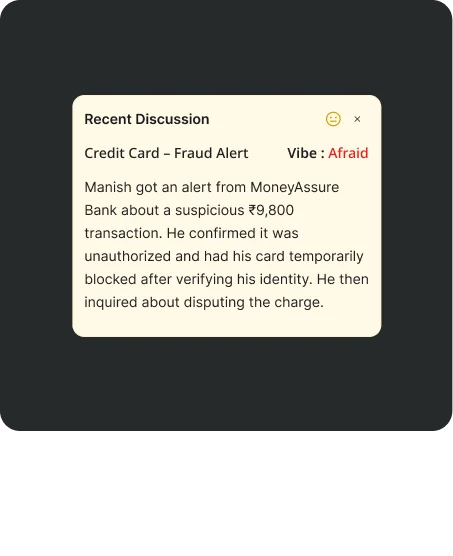 Recent Discussion ×
Credit Card – Fraud Alert Vibe : Afraid
Manish got an alert from MoneyAssure
Bank about a suspicious ₹9,800
transaction. He confirmed it was
unauthorized and had his card temporarily
blocked after verifying his identity. He then
inquired about disputing the charge.